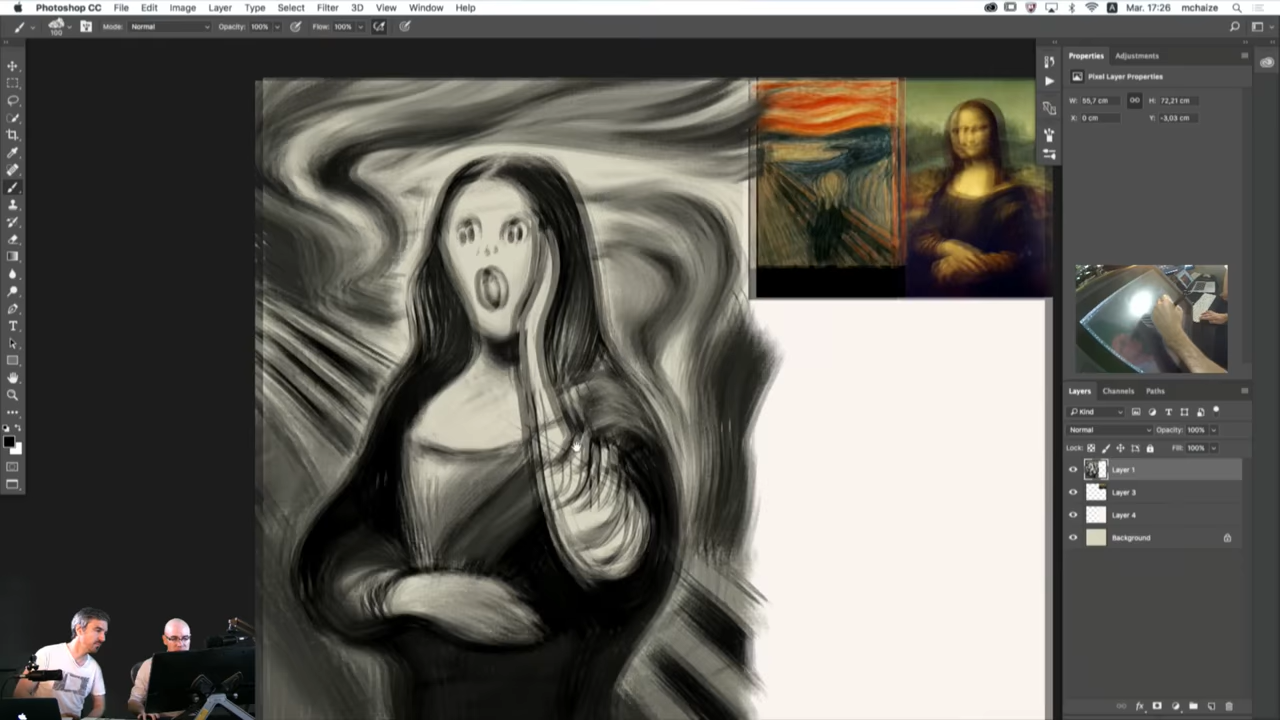 Photoshop CC File Edit Image Layer Type Select Filter 3D View Window Help Mar. 17:26 mchaize
100 Mode: Normal Opacity: 100% Flow: 100%
Properties Adjustments
Pixel Layer Properties
W: 55,7 cm H: 72,21 cm
X: 0 cm Y: -3,03 cm
Layers Channels Paths
Kind
Normal Opacity: 100%
Lock: Fill: 100%
Layer 1
Layer 3
Layer 4
Background